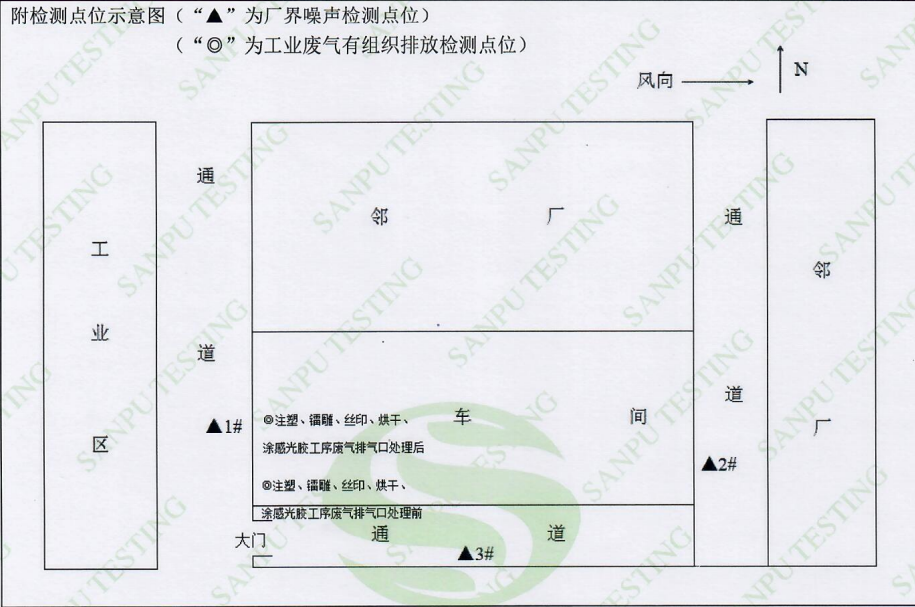 附检测点位示意图（“▲”为厂界噪声检测点位）
（“◎”为工业废气有组织排放检测点位）
风向
N
工业区
通道
邻厂
通道
邻厂
车间
▲1#
◎注塑、镭雕、丝印、烘干、
涂感光胶工序废气排气口处理后
▲2#
◎注塑、镭雕、丝印、烘干、
涂感光胶工序废气排气口处理前
大门
通道
▲3#
SANPU TESTING